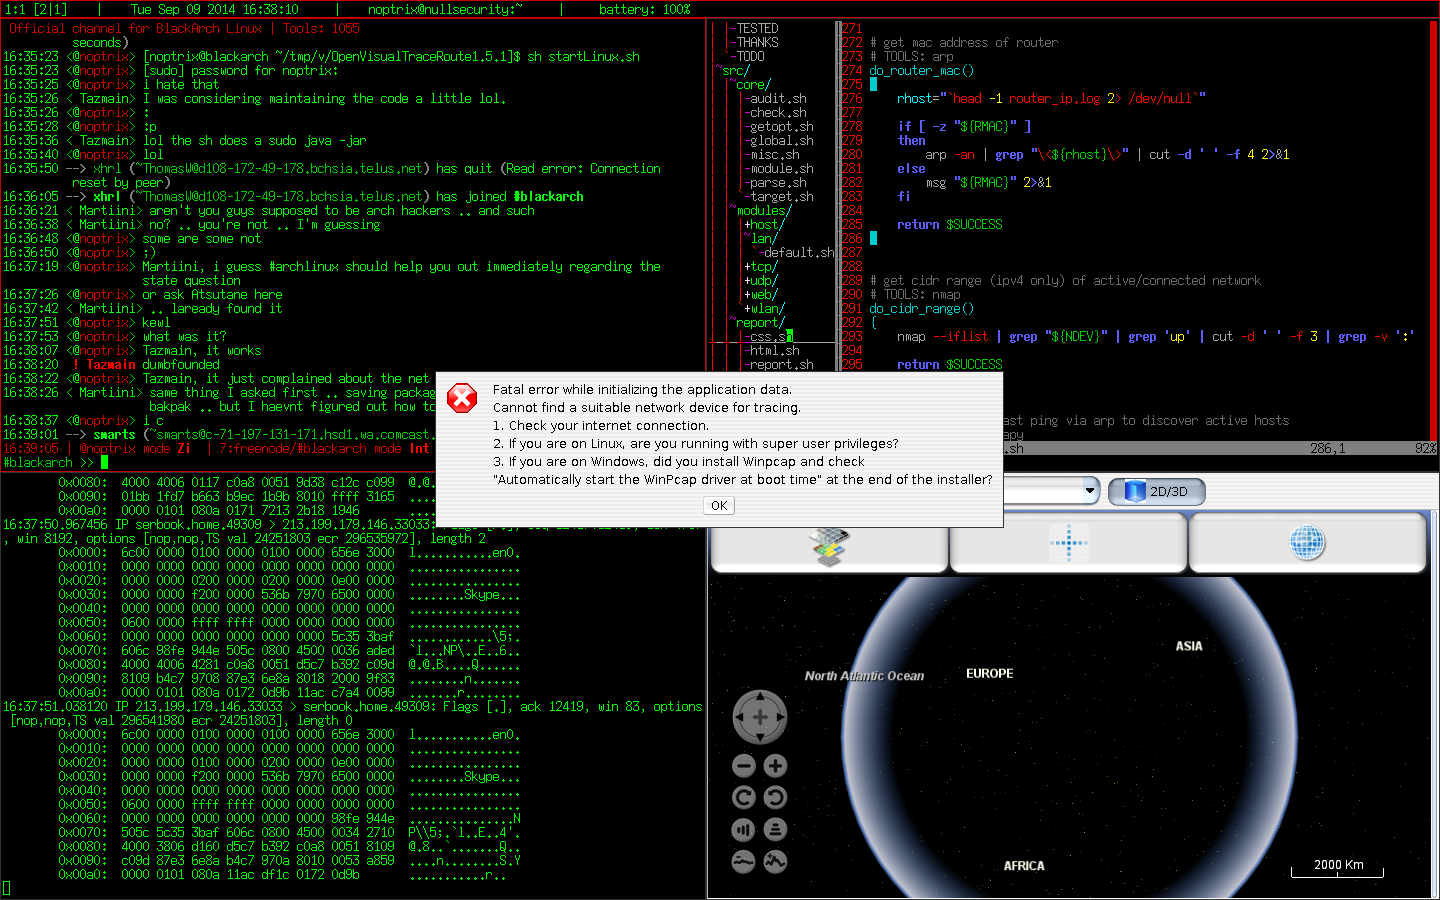 1:1 [2|1] | Tue Sep 09 2014 16:38:10 | noptrix@nullsecurity:~ | battery: 100%
Official channel for BlackArch Linux | Tools: 1055
seconds)
16:35:23 <@noptrix> [noptrix@blackarch ~/tmp/v/OpenVisualTraceRoute1.5.1]$ sh startLinux.sh
16:35:23 <@noptrix> [sudo] password for noptrix:
16:35:25 <@noptrix> i hate that
16:35:26 < Tazmain> I was considering maintaining the code a little lol.
16:35:26 <@noptrix> :
16:35:28 <@noptrix> :p
16:35:36 < Tazmain> lol the sh does a sudo java -jar
16:35:40 <@noptrix> lol
16:35:50 --> xhrl (~ThomasW@d108-172-49-178.bchsia.telus.net) has quit (Read error: Connection
reset by peer)
16:36:05 --> xhrl (~ThomasW@d108-172-49-178.bchsia.telus.net) has joined #blackarch
16:36:21 < Martiini> aren't you guys supposed to be arch hackers .. and such
16:36:38 < Martiini> no? .. you're not .. I'm guessing
16:36:48 <@noptrix> some are some not
16:36:50 <@noptrix> ;)
16:37:19 <@noptrix> Martiini, i guess #archlinux should help you out immediately regarding the
state question
16:37:26 <@noptrix> or ask Atsutane here
16:37:42 < Martiini> .. laready found it
16:37:51 <@noptrix> kewl
16:37:53 <@noptrix> what was it?
16:38:07 <@noptrix> Tazmain, it works
16:38:20 ! Tazmain dumbfounded
16:38:22 <@noptrix> Tazmain, it just complained about the net
16:38:26 < Martiini> same thing I asked first .. saving packag
bakpak .. but I haevnt figured out how to
16:38:37 <@noptrix> i c
16:39:01 --> smarts (~smarts@c-71-197-131-171.hsd1.wa.comcast.
16:39:05 | @noptrix mode Zi | 7:freenode/#blackarch mode Int
#blackarch >>
-TESTED
-THANKS
-TODO
~src/
~core/
-audit.sh
-check.sh
-getopt.sh
-global.sh
-misc.sh
-module.sh
-parse.sh
-target.sh
~modules/
+host/
~lan/
-default.sh
+tcp/
+udp/
+web/
+wlan/
~report/
-css.s
-html.sh
-report.sh
271
272 # get mac address of router
273 # TOOLS: arp
274 do_router_mac()
275
276 rhost="`head -1 router_ip.log 2> /dev/null`"
277
278 if [ -z "${RMAC}" ]
279 then
280 arp -an | grep "\<${rhost}\>" | cut -d ' ' -f 4 2>&1
281 else
282 msg "${RMAC}" 2>&1
283 fi
284
285 return $SUCCESS
286
287
288
289 # get cidr range (ipv4 only) of active/connected network
290 # TOOLS: nmap
291 do_cidr_range()
292 {
293 nmap --iflist | grep "${NDEV}" | grep 'up' | cut -d ' ' -f 3 | grep -v ':'
294
295 return $SUCCESS
ast ping via arp to discover active hosts
apy
.sh 286,1 92%
Fatal error while initializing the application data.
Cannot find a suitable network device for tracing.
1. Check your internet connection.
2. If you are on Linux, are you running with super user privileges?
3. If you are on Windows, did you install Winpcap and check
"Automatically start the WinPcap driver at boot time" at the end of the installer?
OK
0x0080: 4000 4006 0117 c0a8 0051 9d38 c12c c099 @.@.
0x0090: 01bb 1fd7 b663 b9ec 1b9b 8010 ffff 3165
0x00a0: 0000 0101 080a 0171 7213 2b18 1946
16:37:50.967456 IP serbook.home.49309 > 213.199.179.146.33033:
, win 8192, options [nop,nop,TS val 24251803 ecr 296535972], length 2
0x0000: 6c00 0000 0100 0000 0100 0000 656e 3000 l...........en0.
0x0010: 0000 0000 0000 0000 0000 0000 0000 0000 ................
0x0020: 0000 0000 0200 0000 0200 0000 0e00 0000 ................
0x0030: 0000 0000 f200 0000 536b 7970 6500 0000 ........Skype...
0x0040: 0000 0000 0000 0000 0000 0000 0000 0000 ................
0x0050: 0600 0000 ffff ffff 0000 0000 0000 0000 ................
0x0060: 0000 0000 0000 0000 0000 0000 5c35 3baf ............\5;.
0x0070: 606c 98fe 944e 505c 0800 4500 0036 aded `l...NP\..E..6..
0x0080: 4000 4006 4281 c0a8 0051 d5c7 b392 c09d @.@.B....Q......
0x0090: 8109 b4c7 9708 87e3 6e8a 8018 2000 9f83 ........n.......
0x00a0: 0000 0101 080a 0172 0d9b 11ac c7a4 0099 .......r........
16:37:51.038120 IP 213.199.179.146.33033 > serbook.home.49309: Flags [.], ack 12419, win 83, options
[nop,nop,TS val 296541980 ecr 24251803], length 0
0x0000: 6c00 0000 0100 0000 0100 0000 656e 3000 l...........en0.
0x0010: 0000 0000 0000 0000 0000 0000 0000 0000 ................
0x0020: 0000 0000 0100 0000 0200 0000 0000 0000 ................
0x0030: 0000 0000 f200 0000 536b 7970 6500 0000 ........Skype...
0x0040: 0000 0000 0000 0000 0000 0000 0000 0000 ................
0x0050: 0600 0000 ffff ffff 0000 0000 0000 0000 ................
0x0060: 0000 0000 0000 0000 0000 0000 98fe 944e ...............N
0x0070: 505c 5c35 3baf 606c 0800 4500 0034 2710 P\\5;.`l..E..4'.
0x0080: 4000 3806 d160 d5c7 b392 c0a8 0051 8109 @.8..`.......Q..
0x0090: c09d 87e3 6e8a b4c7 970a 8010 0053 a859 ....n........S.Y
0x00a0: 0000 0101 080a 11ac df1c 0172 0d9b ...........r..
2D/3D
North Atlantic Ocean
EUROPE
ASIA
AFRICA
2000 Km